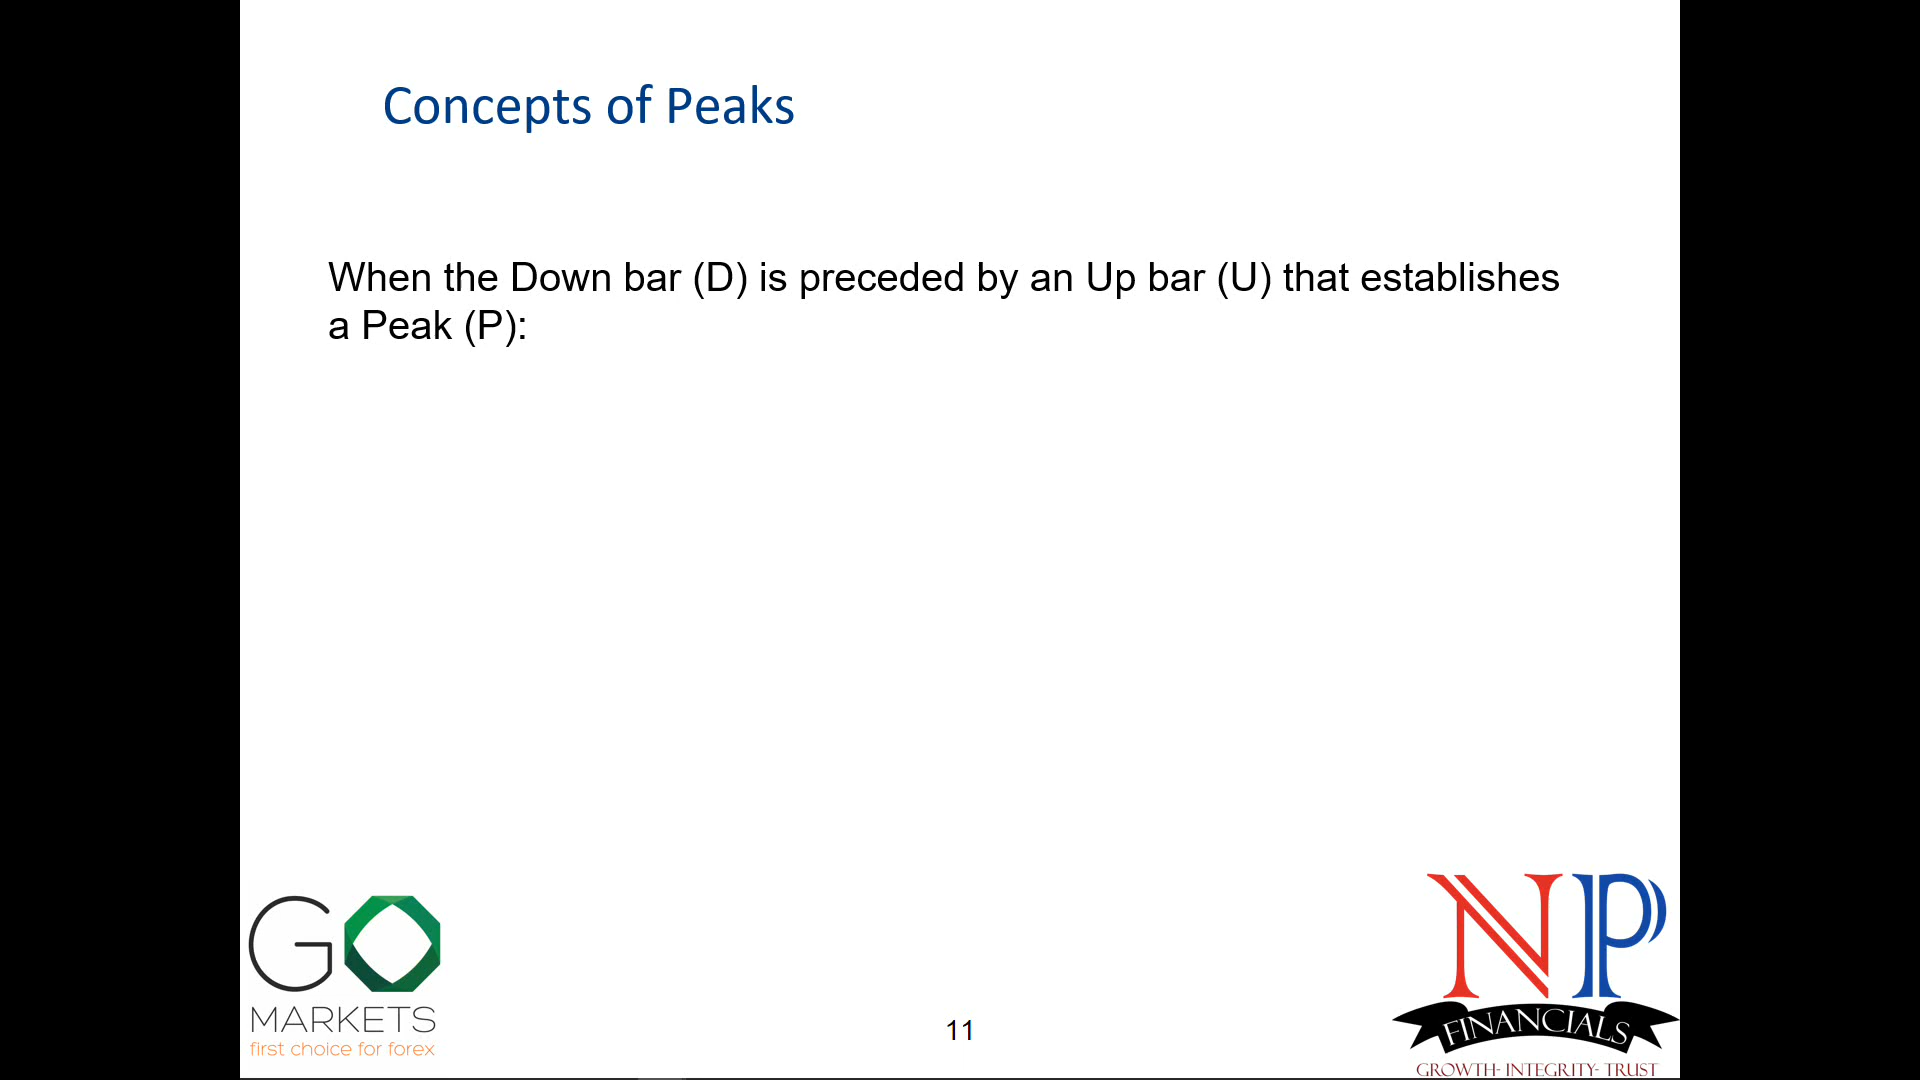 Concepts of Peaks
When the Down bar (D) is preceded by an Up bar (U) that establishes
a Peak (P):
GO
MARKETS
first choice for forex
11
NP
FINANCIALS
GROWTH- INTEGRITY- TRUST